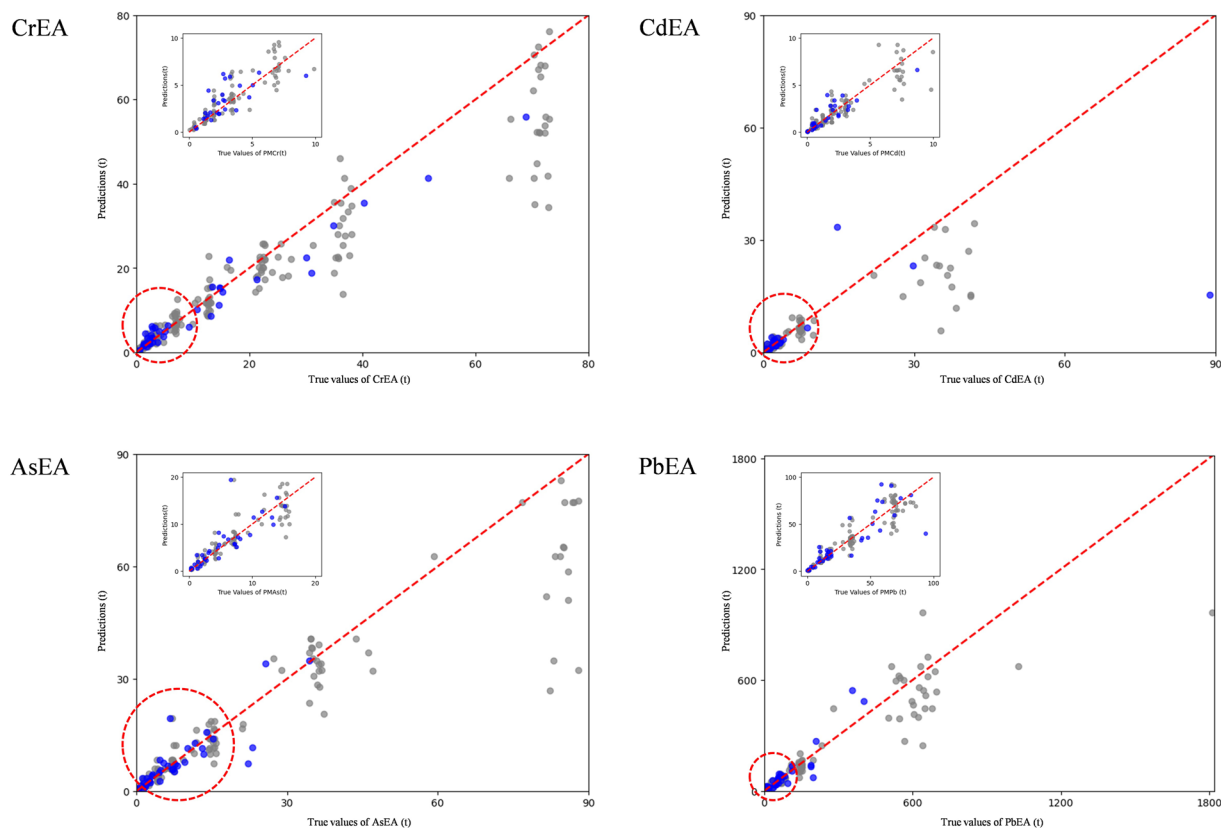 CrEA
80
60
40
20
0
0 20 40 60 80
Predictions (t)
True values of CrEA (t)
10
5
0
0 5 10
Predictions(t)
True Values of PMCr(t)
CdEA
90
60
30
0
0 30 60 90
Predictions (t)
True values of CdEA (t)
10
5
0
0 5 10
Predictions(t)
True Values of PMCd(t)
AsEA
90
60
30
0
0 30 60 90
Predictions (t)
True values of AsEA (t)
20
10
0
0 10 20
Predictions(t)
True Values of PMAs(t)
PbEA
1800
1200
600
0
0 600 1200 1800
Predictions (t)
True values of PbEA (t)
100
50
0
0 50 100
Predictions (t)
True Values of PMPb (t)